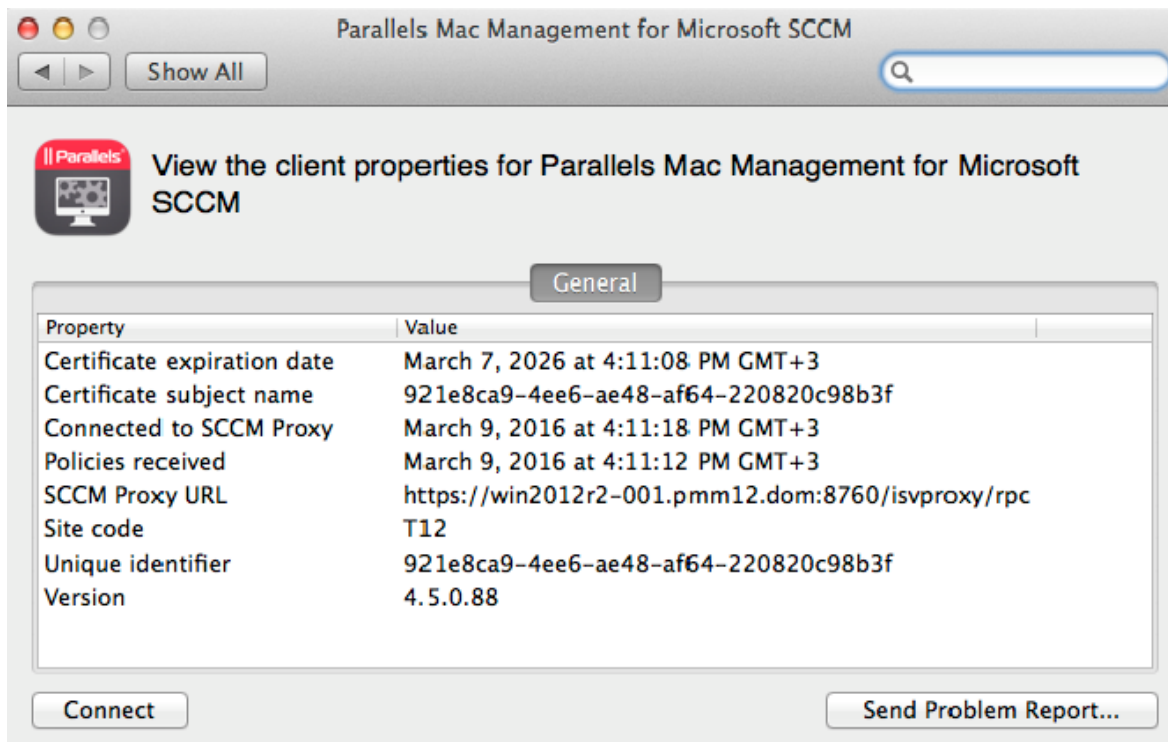 Parallels Mac Management for Microsoft SCCM
Show All
|| Parallels
View the client properties for Parallels Mac Management for Microsoft
SCCM
General
Property Value
Certificate expiration date March 7, 2026 at 4:11:08 PM GMT+3
Certificate subject name 921e8ca9-4ee6-ae48-af64-220820c98b3f
Connected to SCCM Proxy March 9, 2016 at 4:11:18 PM GMT+3
Policies received March 9, 2016 at 4:11:12 PM GMT+3
SCCM Proxy URL https://win2012r2-001.pmm12.dom:8760/isvproxy/rpc
Site code T12
Unique identifier 921e8ca9-4ee6-ae48-af64-220820c98b3f
Version 4.5.0.88
Connect Send Problem Report...